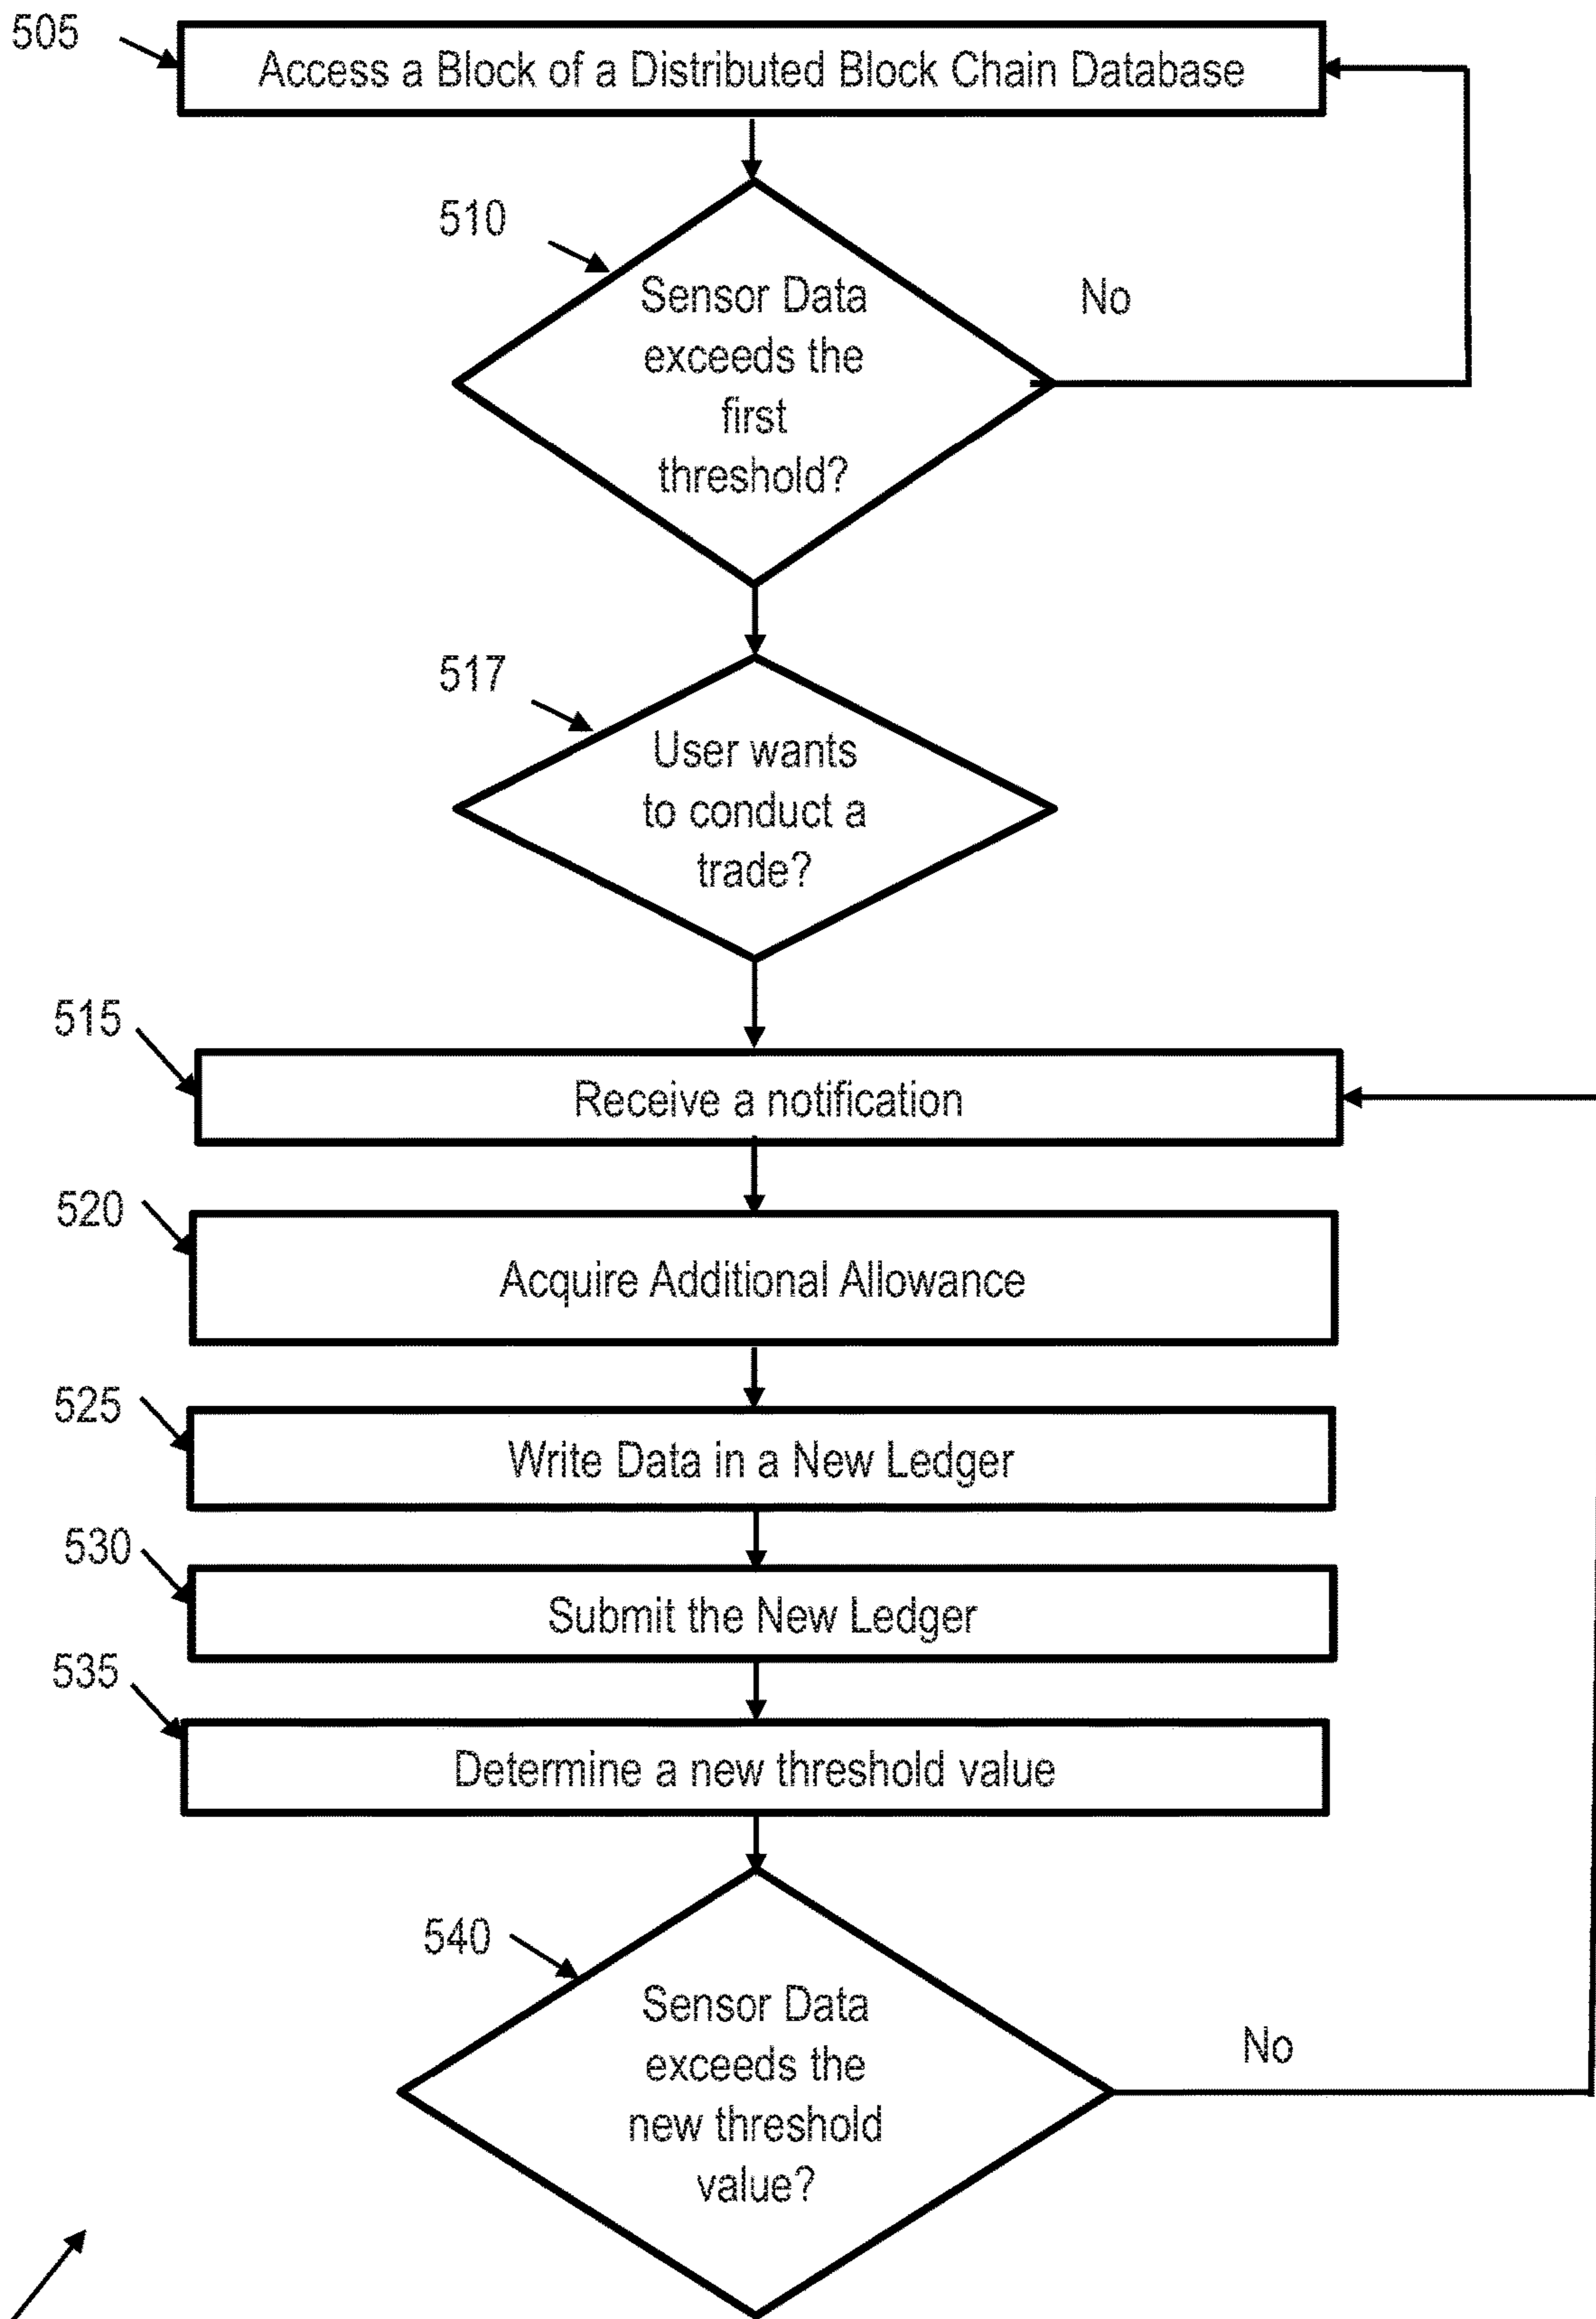 505
Access a Block of a Distributed Block Chain Database
510
Sensor Data
exceeds the
first
threshold?
No
517
User wants
to conduct a
trade?
515
Receive a notification
520
Acquire Additional Allowance
525
Write Data in a New Ledger
530
Submit the New Ledger
535
Determine a new threshold value
540
Sensor Data
exceeds the
new threshold
value?
No